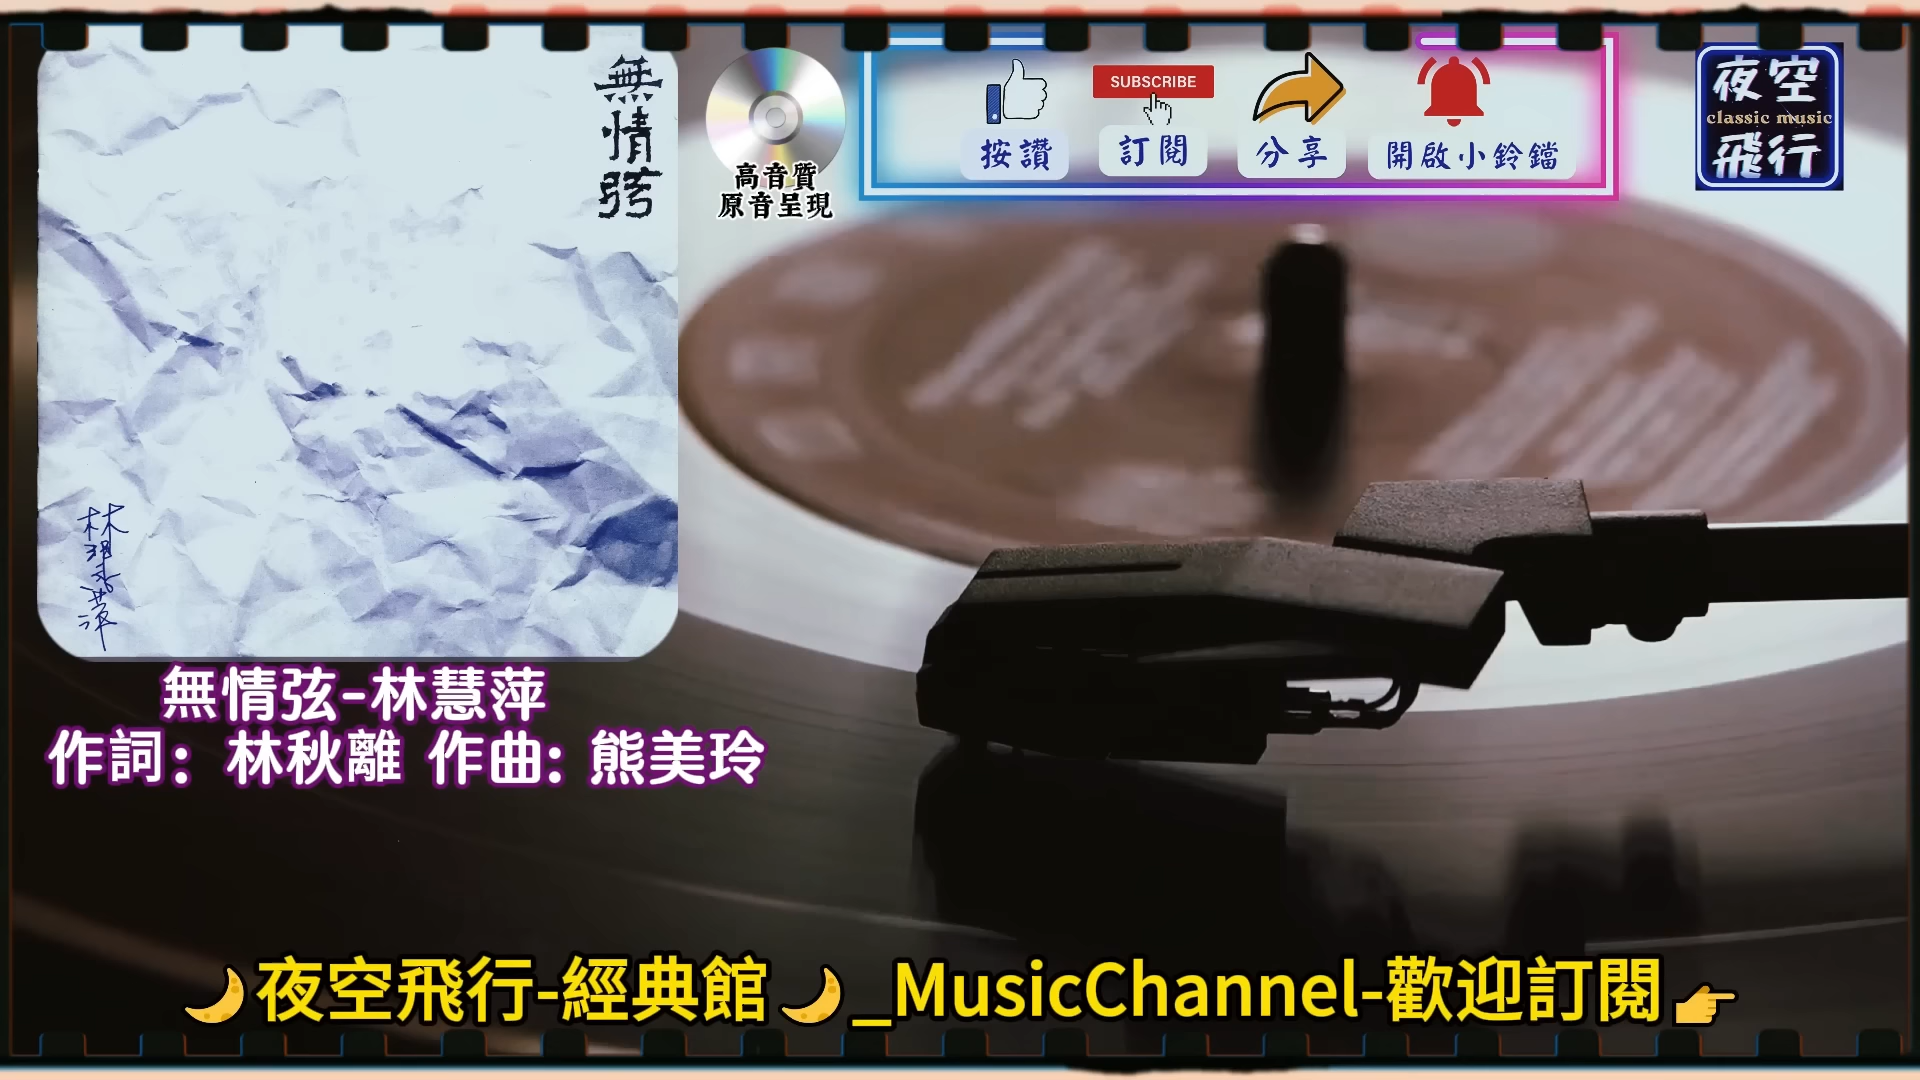 無情弦
林慧萍
高音質
原音呈現
SUBSCRIBE
按讚
訂閱
分享
開啟小鈴鐺
夜空
classic music
飛行
無情弦-林慧萍
作詞：林秋離 作曲: 熊美玲
🌙夜空飛行-經典館🌙_MusicChannel-歡迎訂閱👉